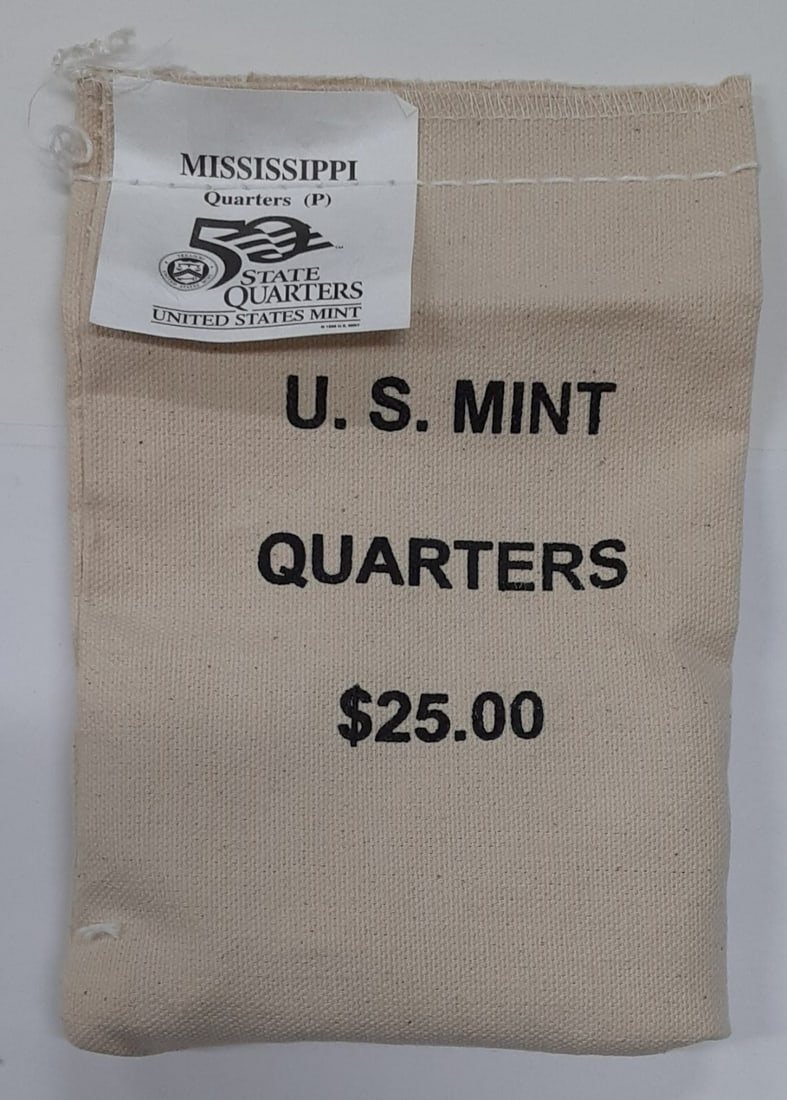 MISSISSIPPI
Quarters (P)
50
STATE
QUARTERS
UNITED STATES MINT
U. S. MINT
QUARTERS
$25.00